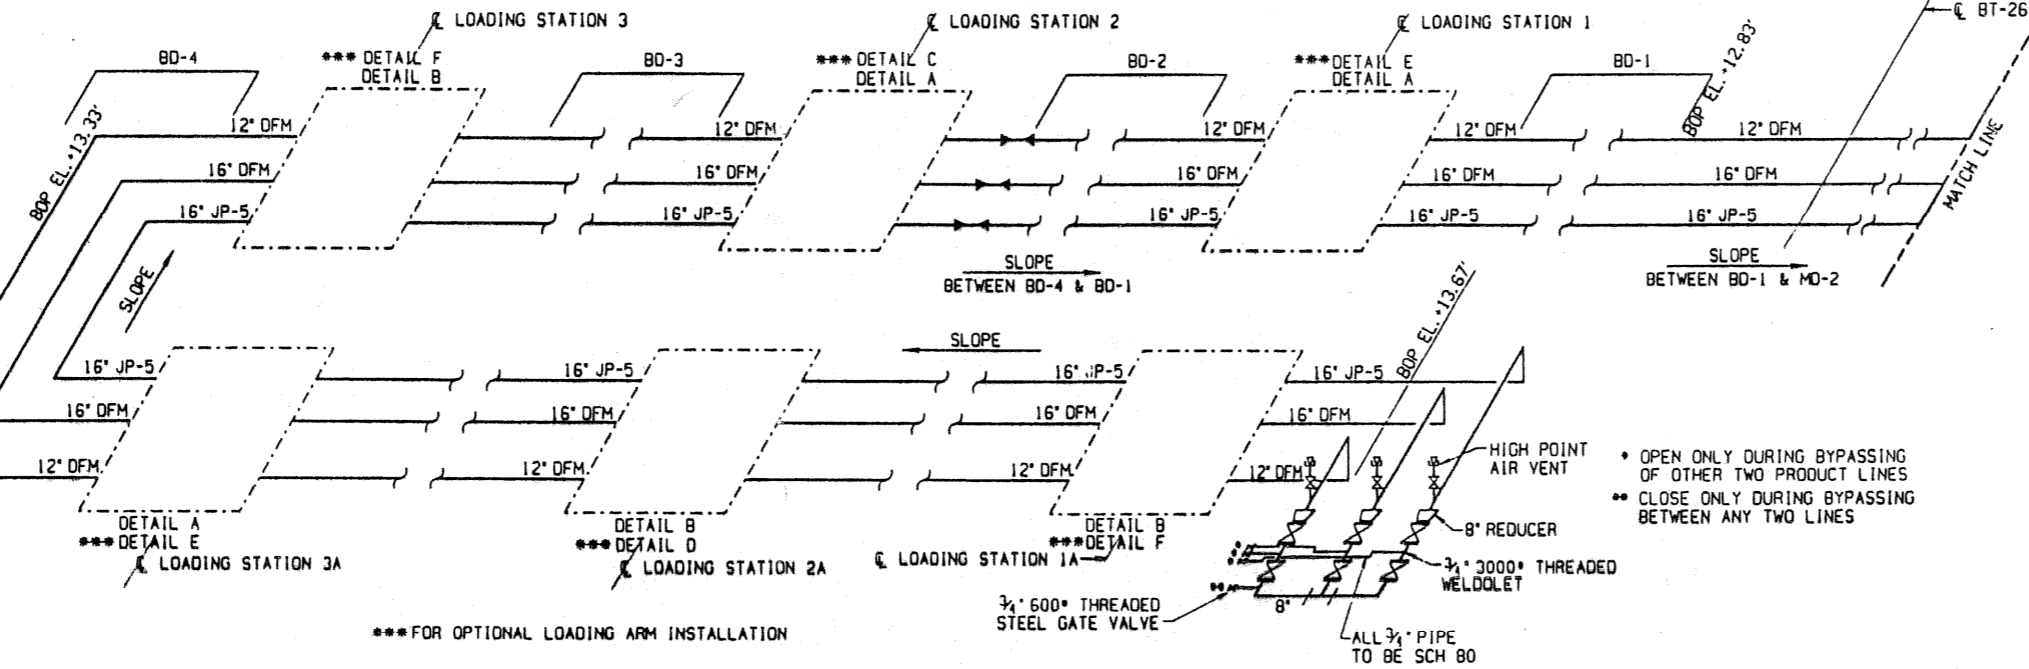 ℄ LOADING STATION 3
℄ LOADING STATION 2
℄ LOADING STATION 1
℄ BT-26
BD-4
*** DETAIL F
DETAIL B
BD-3
*** DETAIL C
DETAIL A
BD-2
*** DETAIL E
DETAIL A
BD-1
BOP EL. +12.83'
BOP EL. +13.33'
12" DFM
12" DFM
12" DFM
12" DFM
12" DFM
16" DFM
16" DFM
16" DFM
16" DFM
16" DFM
16" JP-5
16" JP-5
16" JP-5
16" JP-5
16" JP-5
MATCH LINE
SLOPE
SLOPE
BETWEEN BD-4 & BD-1
SLOPE
BETWEEN BD-1 & MD-2
SLOPE
BOP EL. +13.67'
16" JP-5
16" JP-5
16" JP-5
16" JP-5
16" DFM
16" DFM
16" DFM
16" DFM
12" DFM
12" DFM
12" DFM
12" DFM
HIGH POINT
AIR VENT
* OPEN ONLY DURING BYPASSING
OF OTHER TWO PRODUCT LINES
** CLOSE ONLY DURING BYPASSING
BETWEEN ANY TWO LINES
8" REDUCER
DETAIL A
*** DETAIL E
℄ LOADING STATION 3A
DETAIL B
*** DETAIL D
℄ LOADING STATION 2A
DETAIL B
*** DETAIL F
℄ LOADING STATION 1A
3/4" 3000# THREADED
WELDOLET
3/4" 600# THREADED
STEEL GATE VALVE
8"
ALL 3/4" PIPE
TO BE SCH 80
*** FOR OPTIONAL LOADING ARM INSTALLATION